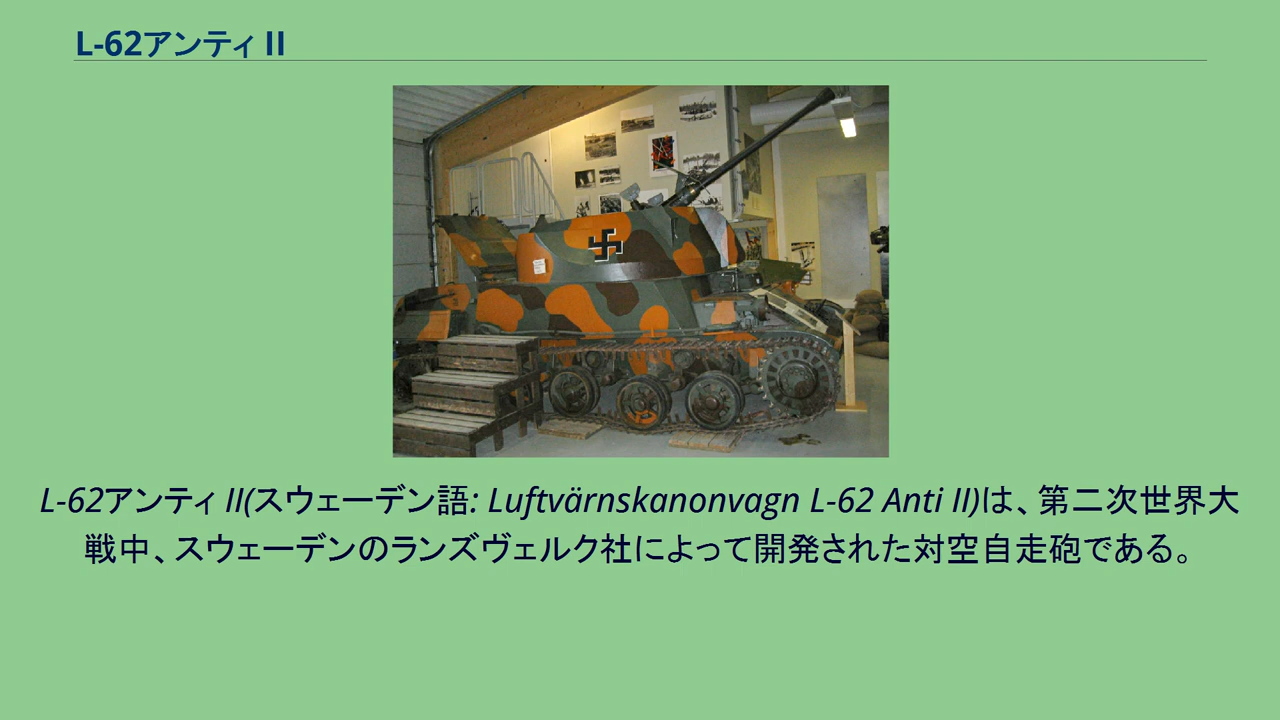 L-62アンティ II
L-62アンティ II(スウェーデン語: Luftvärnskanonvagn L-62 Anti II)は、第二次世界大
戦中、スウェーデンのランズヴェルク社によって開発された対空自走砲である。